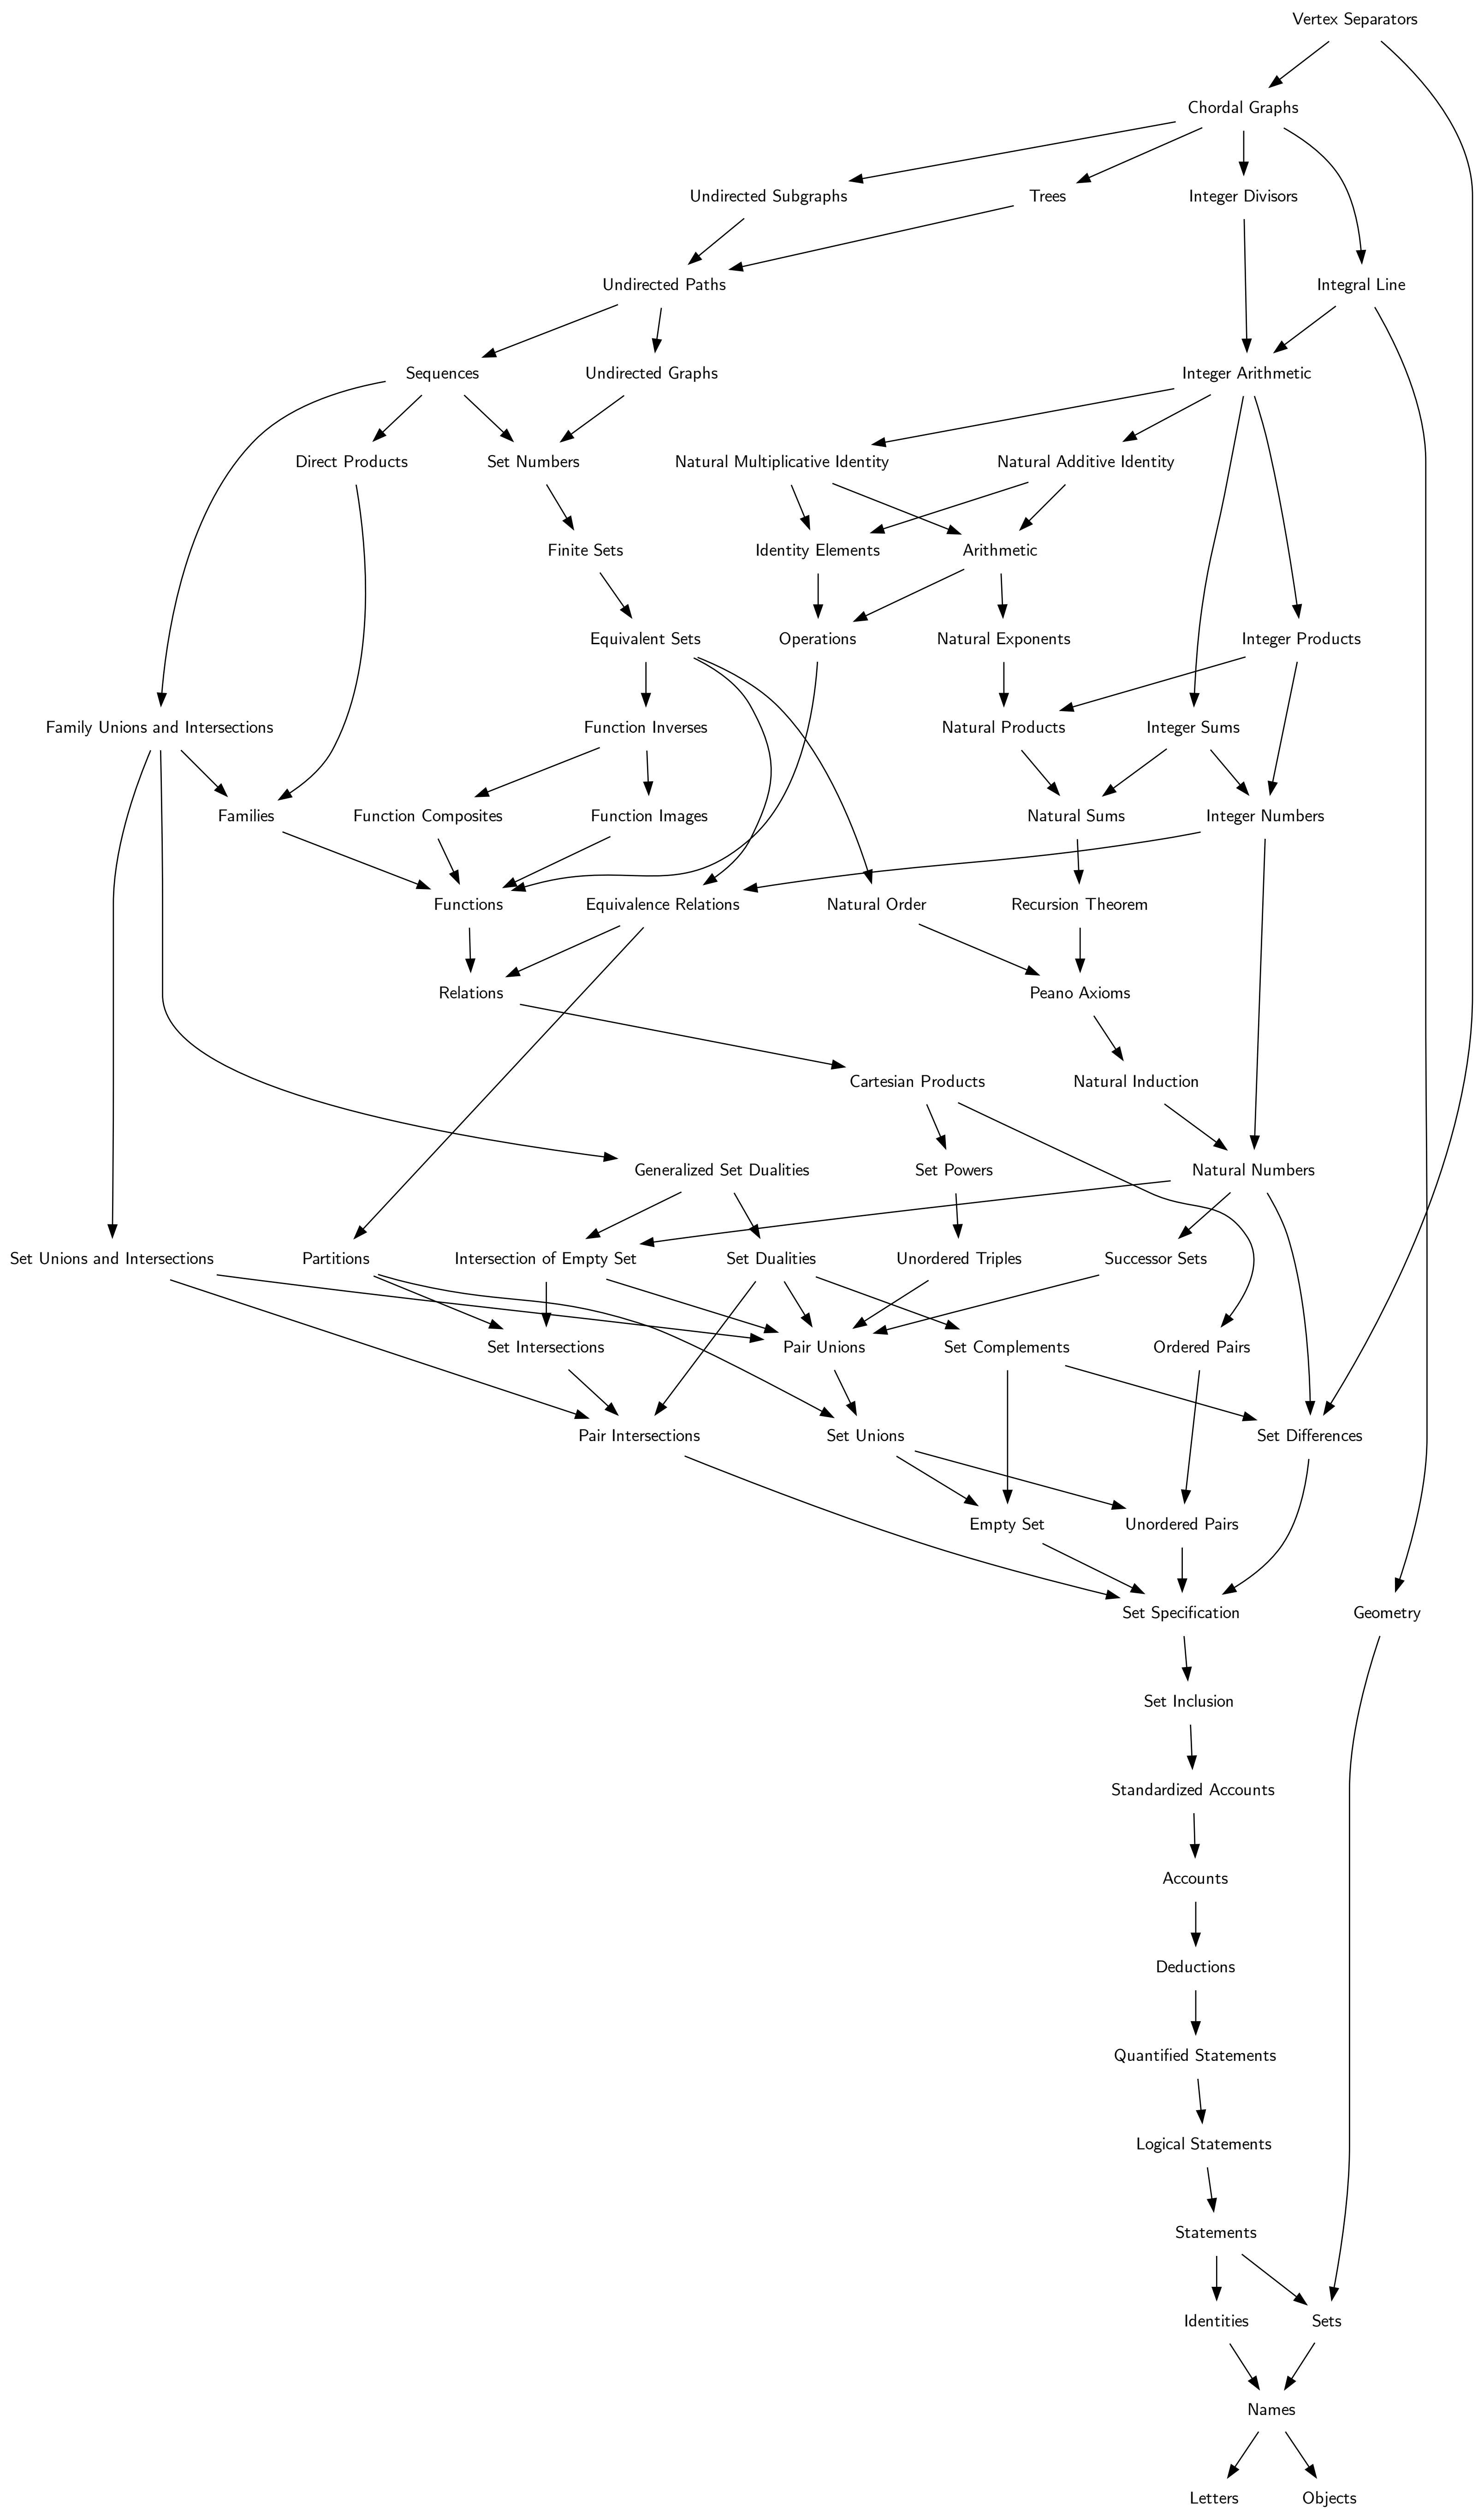 Vertex Separators
Chordal Graphs
Undirected Subgraphs
Trees
Integer Divisors
Undirected Paths
Integral Line
Sequences
Undirected Graphs
Integer Arithmetic
Direct Products
Set Numbers
Natural Multiplicative Identity
Natural Additive Identity
Finite Sets
Identity Elements
Arithmetic
Equivalent Sets
Operations
Natural Exponents
Integer Products
Family Unions and Intersections
Function Inverses
Natural Products
Integer Sums
Families
Function Composites
Function Images
Natural Sums
Integer Numbers
Functions
Equivalence Relations
Natural Order
Recursion Theorem
Relations
Peano Axioms
Cartesian Products
Natural Induction
Generalized Set Dualities
Set Powers
Natural Numbers
Set Unions and Intersections
Partitions
Intersection of Empty Set
Set Dualities
Unordered Triples
Successor Sets
Set Intersections
Pair Unions
Set Complements
Ordered Pairs
Pair Intersections
Set Unions
Set Differences
Empty Set
Unordered Pairs
Set Specification
Geometry
Set Inclusion
Standardized Accounts
Accounts
Deductions
Quantified Statements
Logical Statements
Statements
Identities
Sets
Names
Letters
Objects